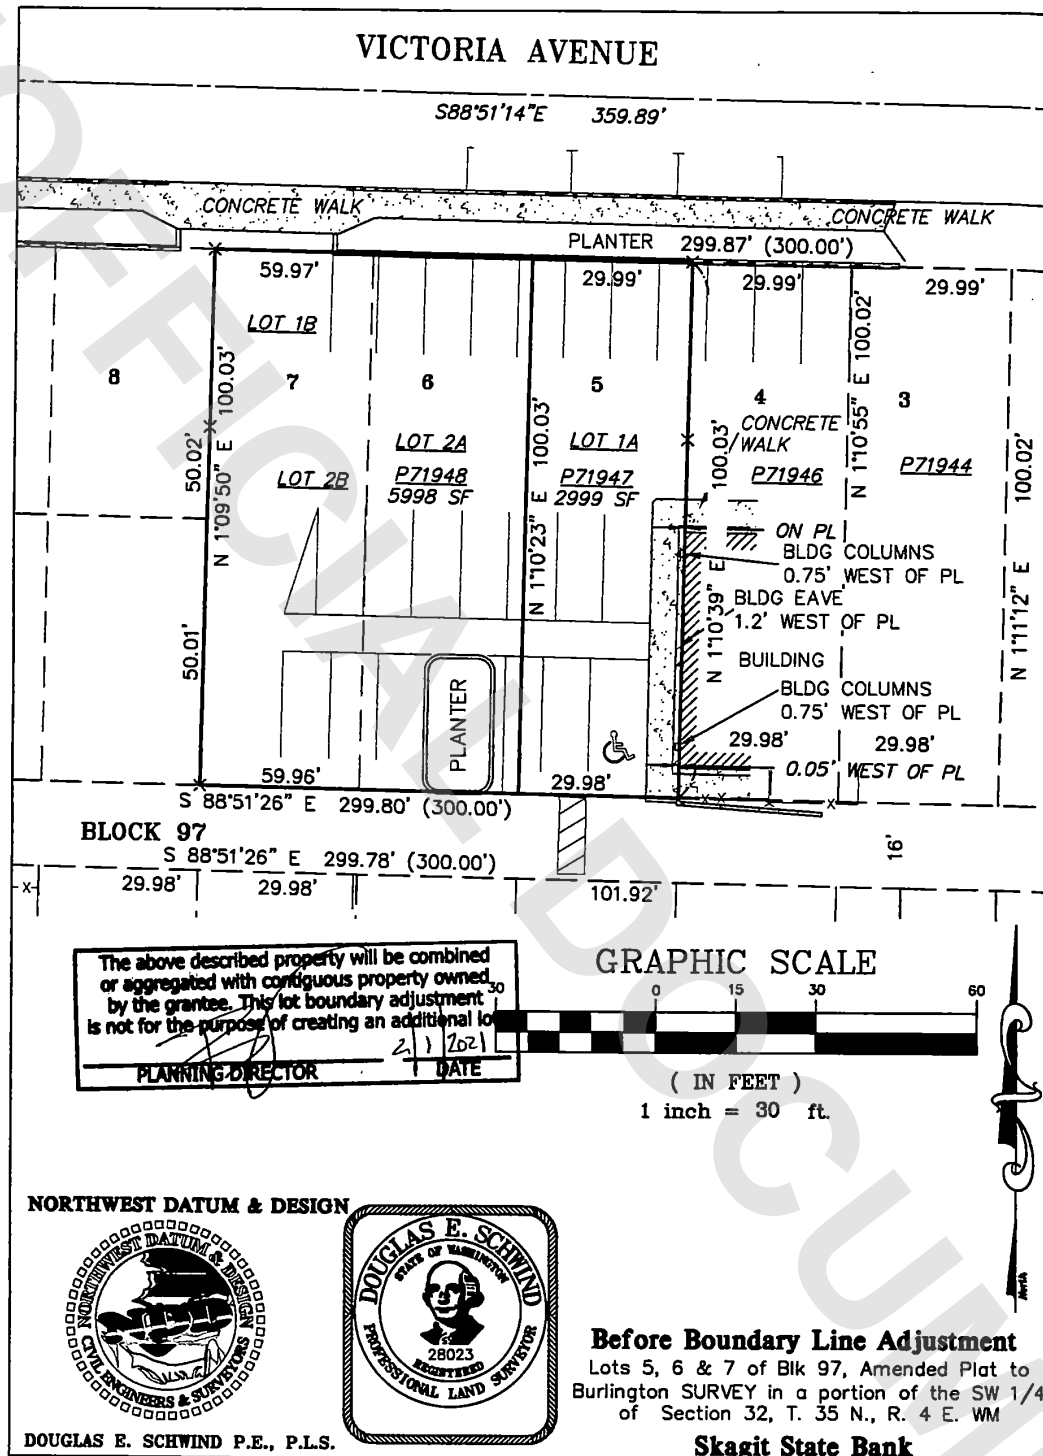 VICTORIA AVENUE
S88°51'14"E 359.89'
CONCRETE WALK
CONCRETE WALK
PLANTER 299.87' (300.00')
59.97'
29.99'
29.99'
29.99'
LOT 1B
8
7
6
5
4
3
CONCRETE
WALK
LOT 2A
LOT 1A
P71948
5998 SF
P71947
2999 SF
P71946
P71944
LOT 2B
50.02'
N 1°09'50" E 100.03'
N 1°10'23" E 100.03'
N 1°10'39" E 100.03'
N 1°10'55" E 100.02'
N 1°11'12" E 100.02'
ON PL
BLDG COLUMNS
0.75' WEST OF PL
BLDG EAVE
1.2' WEST OF PL
BUILDING
BLDG COLUMNS
0.75' WEST OF PL
50.01'
PLANTER
29.98'
29.98'
0.05' WEST OF PL
59.96'
29.98'
S 88°51'26" E 299.80' (300.00')
BLOCK 97
S 88°51'26" E 299.78' (300.00')
16'
29.98'
29.98'
101.92'
The above described property will be combined
or aggregated with contiguous property owned
by the grantee. This lot boundary adjustment
is not for the purpose of creating an additional lot
2 1 2021
PLANNING DIRECTOR DATE
GRAPHIC SCALE
30 0 15 30 60
( IN FEET )
1 inch = 30 ft.
North
NORTHWEST DATUM & DESIGN
NORTHWEST DATUM & DESIGN
CIVIL ENGINEERS & SURVEYORS
DOUGLAS E. SCHWIND
STATE OF WASHINGTON
28023
REGISTERED
PROFESSIONAL LAND SURVEYOR
DOUGLAS E. SCHWIND P.E., P.L.S.
Before Boundary Line Adjustment
Lots 5, 6 & 7 of Blk 97, Amended Plat to
Burlington SURVEY in a portion of the SW 1/4
of Section 32, T. 35 N., R. 4 E. WM
Skagit State Bank
OFFICIAL DOCUM